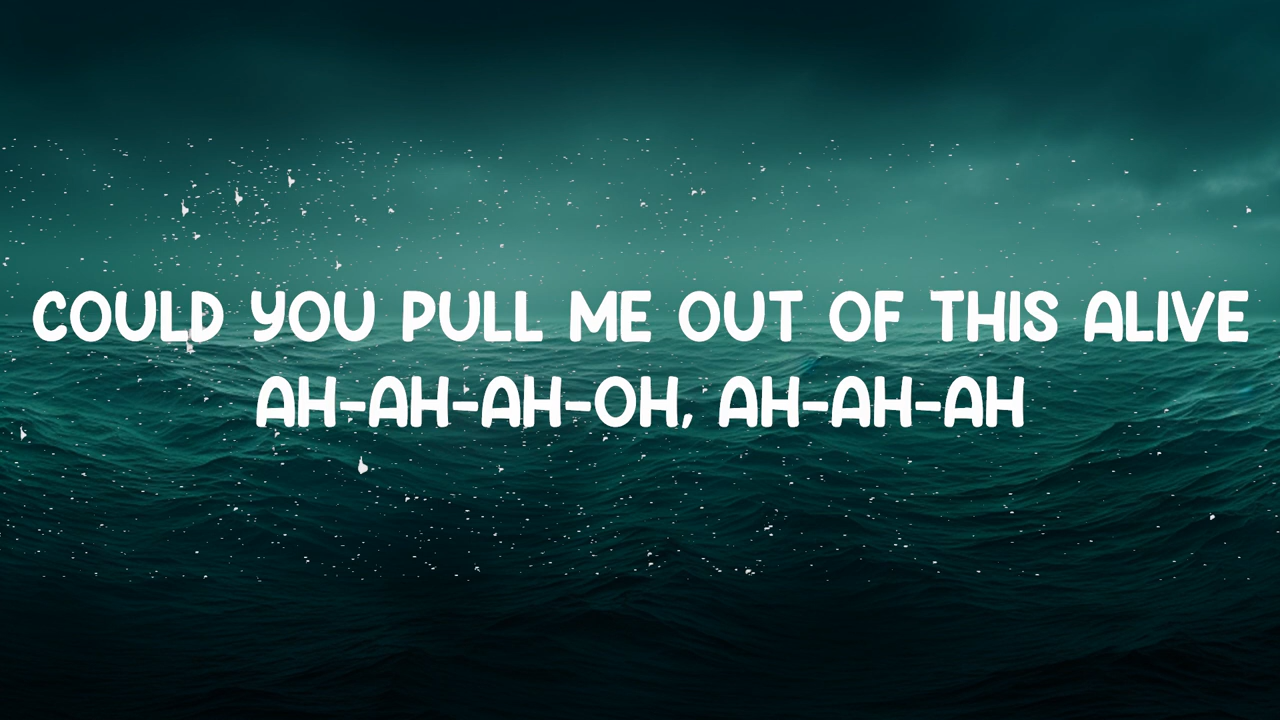 COULD YOU PULL ME OUT OF THIS ALIVE
AH-AH-AH-OH, AH-AH-AH